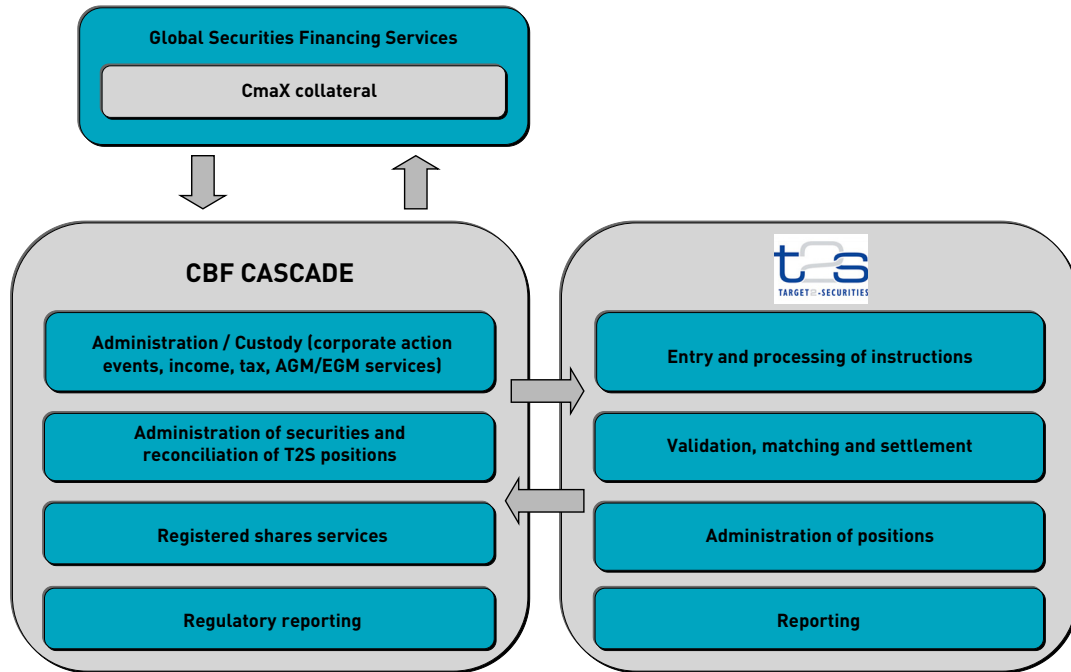 Global Securities Financing Services
CmaX collateral
CBF CASCADE
Administration / Custody (corporate action
events, income, tax, AGM/EGM services)
Administration of securities and
reconciliation of T2S positions
Registered shares services
Regulatory reporting
t2s
TARGET2-SECURITIES
Entry and processing of instructions
Validation, matching and settlement
Administration of positions
Reporting